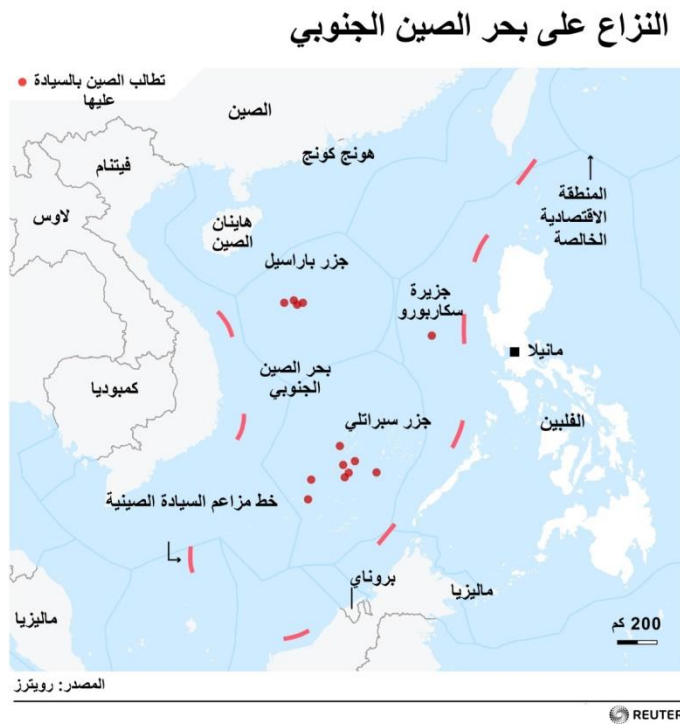 النزاع على بحر الصين الجنوبي
تطالب الصين بالسيادة
عليها
الصين
هونج كونج
فيتنام
لاوس
هاينان
الصين
المنطقة
الاقتصادية
الخالصة
جزر باراسيل
جزيرة
سكاربورو
مانيلا
بحر الصين
الجنوبي
كمبوديا
جزر سبراتلي
الفلبين
خط مزاعم السيادة الصينية
بروناي
ماليزيا
ماليزيا
200 كم
المصدر: رويترز
REUTER